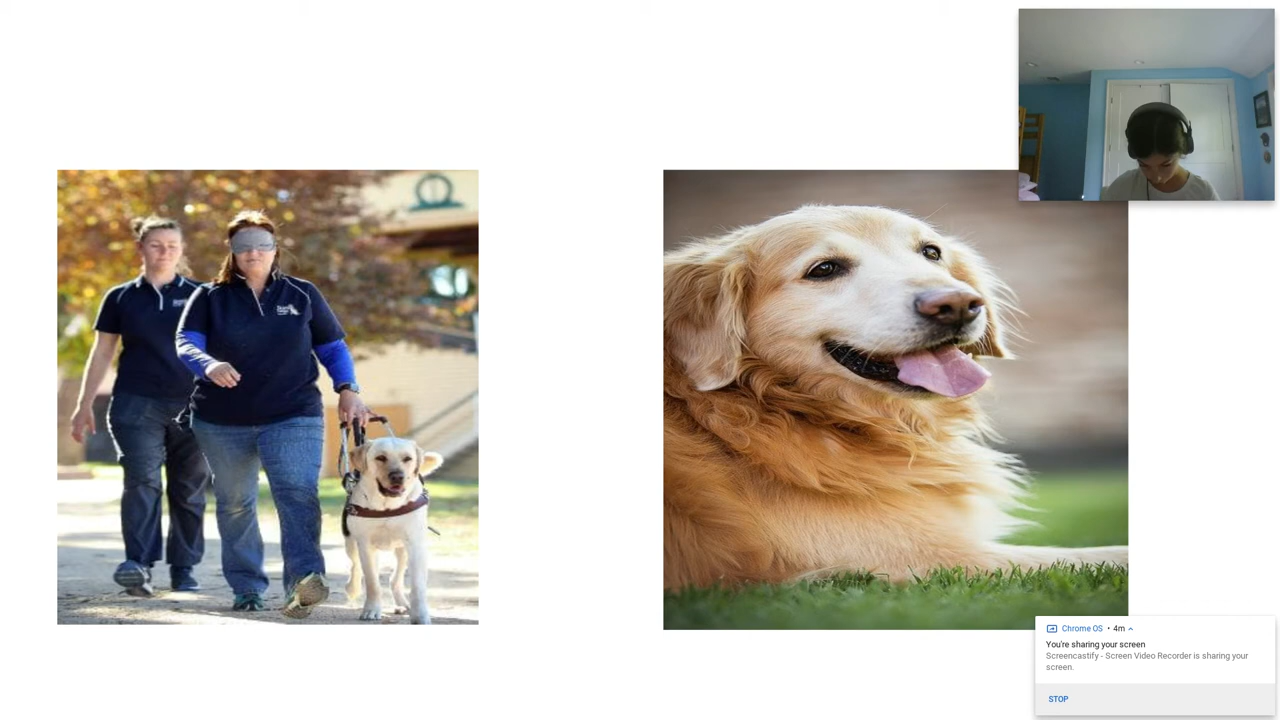 Chrome OS • 4m
You're sharing your screen
Screencastify - Screen Video Recorder is sharing your
screen.
STOP